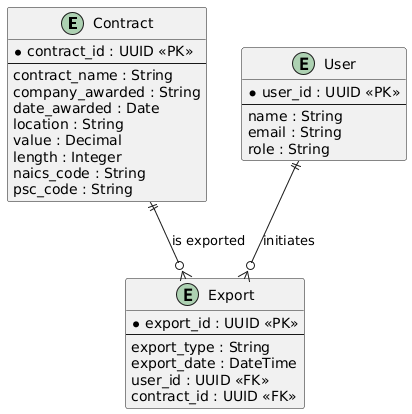 E Contract
* contract_id : UUID «PK»
contract_name : String
company_awarded : String
date_awarded : Date
location : String
value : Decimal
length : Integer
naics_code : String
psc_code : String
E User
* user_id : UUID «PK»
name : String
email : String
role : String
is exported
initiates
E Export
* export_id : UUID «PK»
export_type : String
export_date : DateTime
user_id : UUID «FK»
contract_id : UUID «FK»